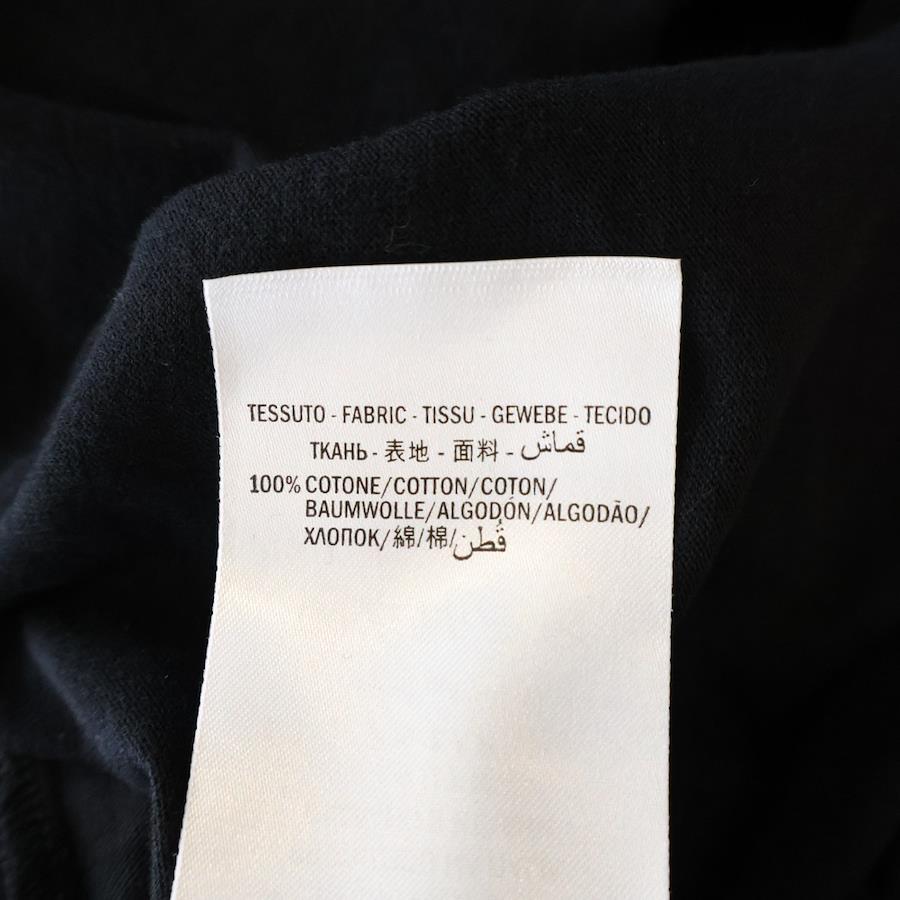 TESSUTO - FABRIC - TISSU - GEWEBE - TECIDO
ТКАНЬ - 表地 - 面料 - قماش
100% COTONE/COTTON/COTON/
BAUMWOLLE/ALGODÓN/ALGODÃO/
ХЛОПОК/綿/棉/قُطن